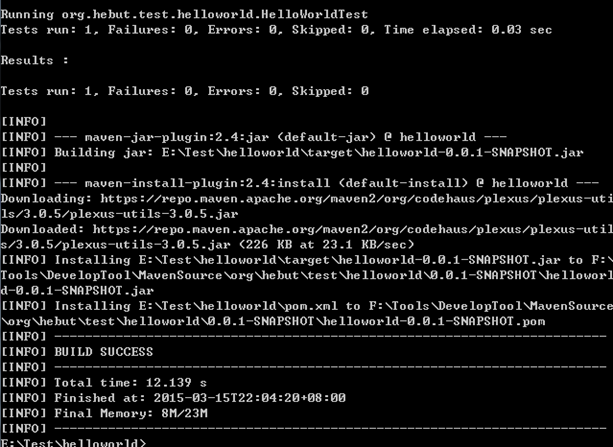 Running org.hebut.test.helloworld.HelloWorldTest
Tests run: 1, Failures: 0, Errors: 0, Skipped: 0, Time elapsed: 0.03 sec
Results :
Tests run: 1, Failures: 0, Errors: 0, Skipped: 0
[INFO]
[INFO] --- maven-jar-plugin:2.4:jar (default-jar) @ helloworld ---
[INFO] Building jar: E:\Test\helloworld\target\helloworld-0.0.1-SNAPSHOT.jar
[INFO]
[INFO] --- maven-install-plugin:2.4:install (default-install) @ helloworld ---
Downloading: https://repo.maven.apache.org/maven2/org/codehaus/plexus/plexus-uti
ls/3.0.5/plexus-utils-3.0.5.jar
Downloaded: https://repo.maven.apache.org/maven2/org/codehaus/plexus/plexus-util
s/3.0.5/plexus-utils-3.0.5.jar (226 KB at 23.1 KB/sec)
[INFO] Installing E:\Test\helloworld\target\helloworld-0.0.1-SNAPSHOT.jar to F:\
Tools\DevelopTool\MavenSource\org\hebut\test\helloworld\0.0.1-SNAPSHOT\helloworl
d-0.0.1-SNAPSHOT.jar
[INFO] Installing E:\Test\helloworld\pom.xml to F:\Tools\DevelopTool\MavenSource
\org\hebut\test\helloworld\0.0.1-SNAPSHOT\helloworld-0.0.1-SNAPSHOT.pom
[INFO] ------------------------------------------------------------------------
[INFO] BUILD SUCCESS
[INFO] ------------------------------------------------------------------------
[INFO] Total time: 12.139 s
[INFO] Finished at: 2015-03-15T22:04:20+08:00
[INFO] Final Memory: 8M/23M
[INFO] ------------------------------------------------------------------------
E:\Test\helloworld>